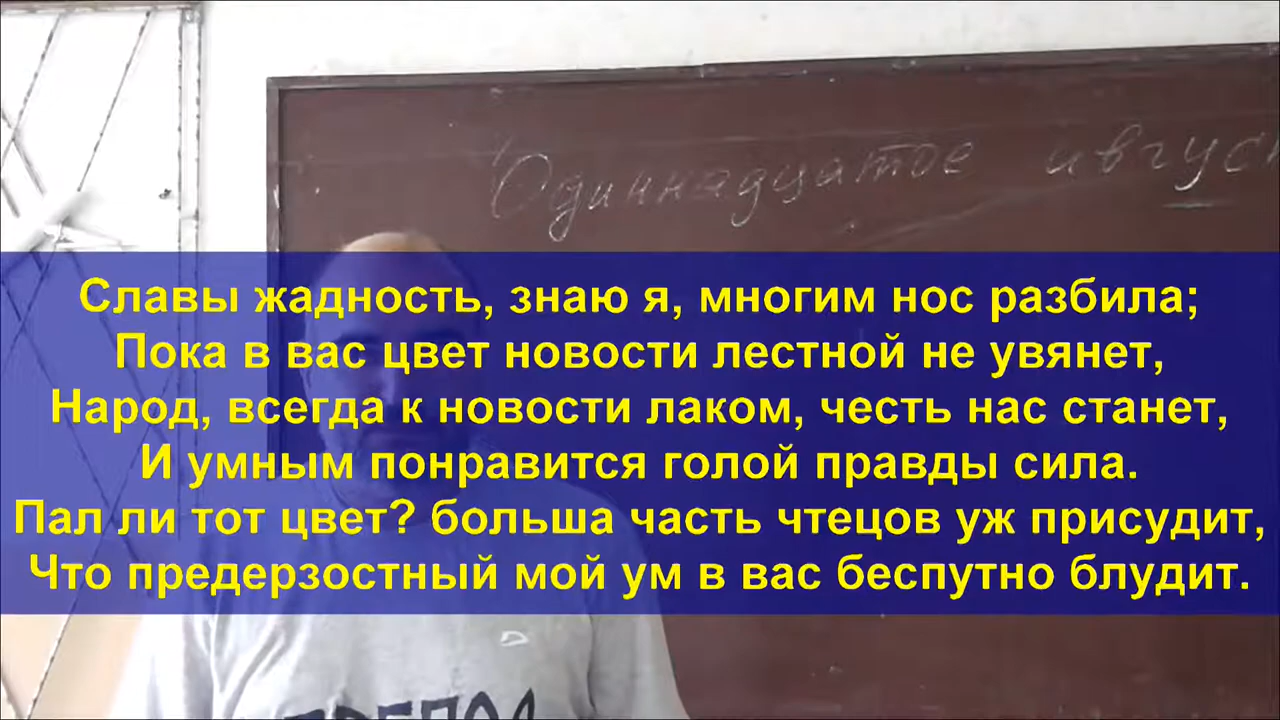 Одиннадцатое
Славы жадность, знаю я, многим нос разбила;
Пока в вас цвет новости лестной не увянет,
Народ, всегда к новости лаком, честь нас станет,
И умным понравится голой правды сила.
Пал ли тот цвет? больша часть чтецов уж присудит,
Что предерзостный мой ум в вас беспутно блудит.